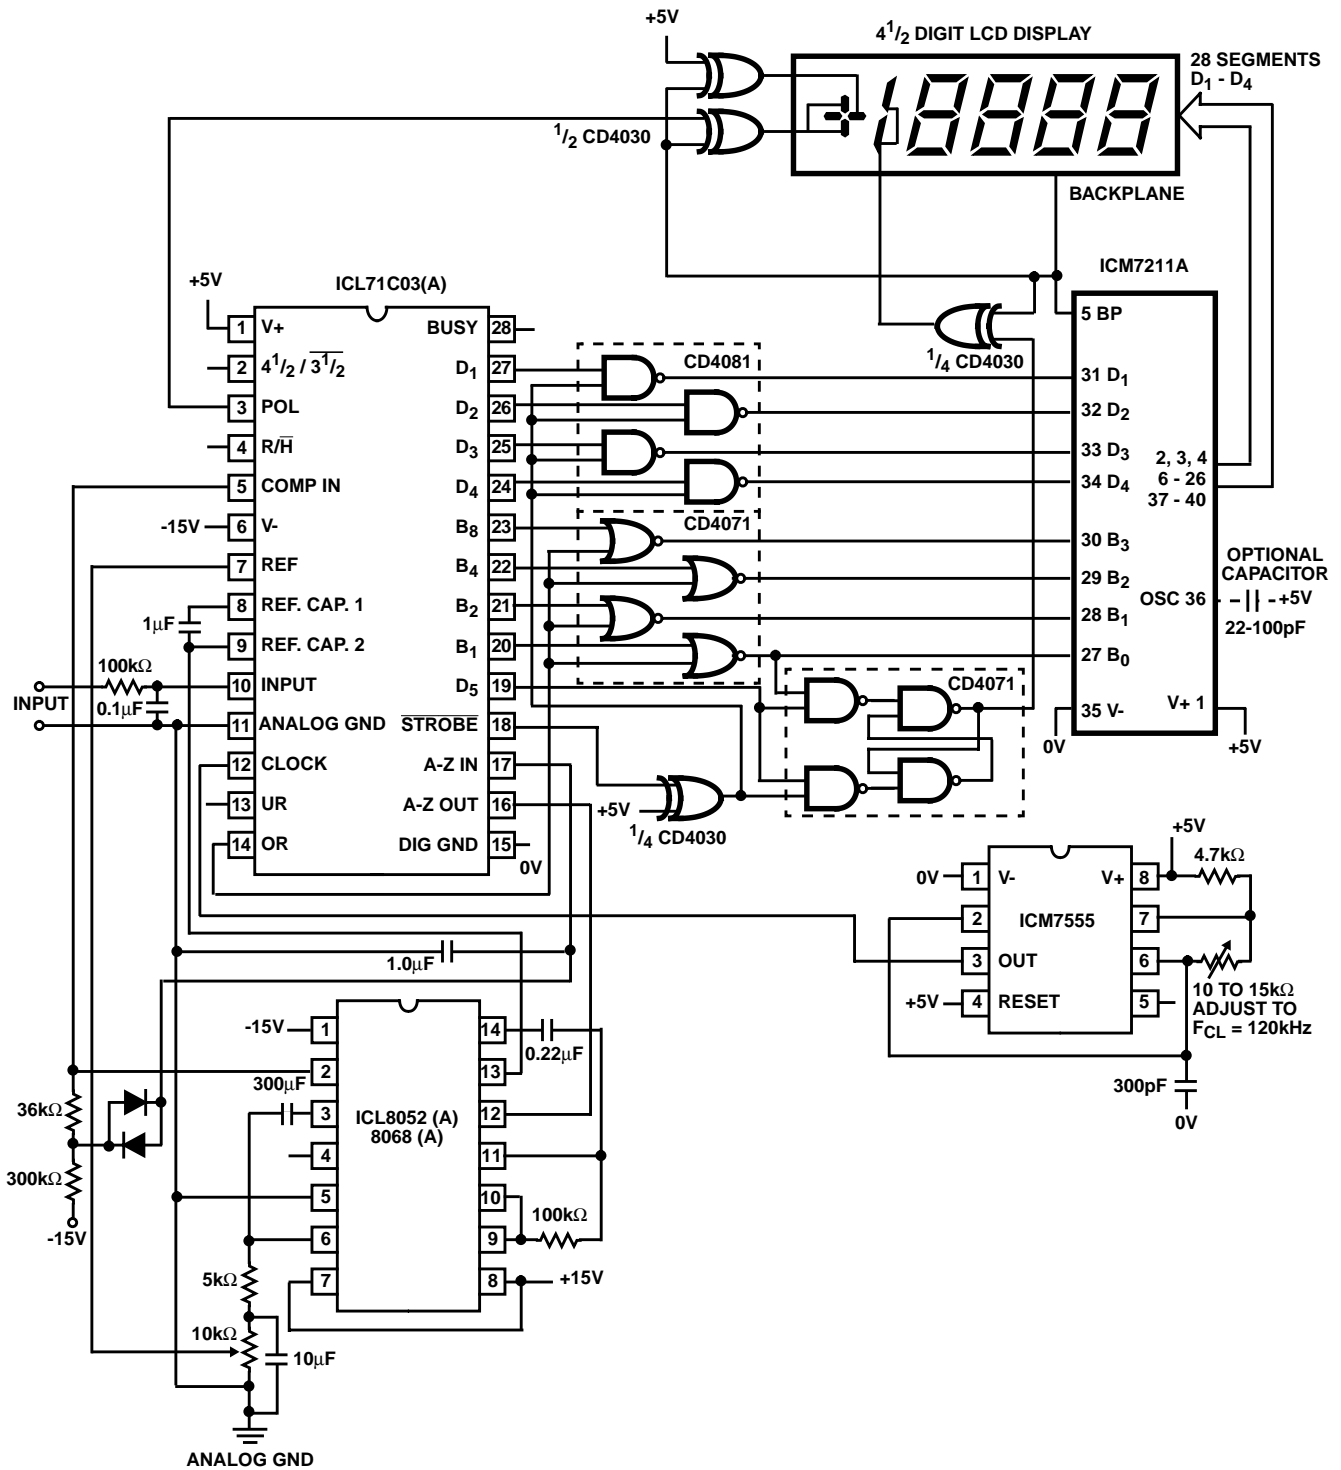 +5V
4 1/2 DIGIT LCD DISPLAY
28 SEGMENTS
D1 - D4
1/2 CD4030
BACKPLANE
ICL71C03(A)
+5V
1 V+
2 4 1/2 / 3 1/2
3 POL
4 R/H
5 COMP IN
-15V 6 V-
7 REF
8 REF. CAP. 1
1μF
9 REF. CAP. 2
100kΩ
10 INPUT
INPUT
0.1μF
11 ANALOG GND
12 CLOCK
13 UR
14 OR
BUSY 28
D1 27
D2 26
D3 25
D4 24
B8 23
B4 22
B2 21
B1 20
D5 19
STROBE 18
A-Z IN 17
A-Z OUT 16
DIG GND 15
0V
CD4081
CD4071
CD4071
1/4 CD4030
+5V
1/4 CD4030
ICM7211A
5 BP
31 D1
32 D2
33 D3
34 D4
30 B3
29 B2
28 B1
27 B0
35 V-
0V
2, 3, 4
6 - 26
37 - 40
OPTIONAL
CAPACITOR
OSC 36
+5V
22-100pF
V+ 1
+5V
ICM7555
0V 1 V-
2
3 OUT
+5V 4 RESET
V+ 8
7
6
5
+5V
4.7kΩ
10 TO 15kΩ
ADJUST TO
FCL = 120kHz
300pF
0V
1.0μF
ICL8052 (A)
8068 (A)
-15V 1
2
300μF
3
4
5
6
7
14
0.22μF
13
12
11
10
9
100kΩ
8
+15V
36kΩ
300kΩ
-15V
5kΩ
10kΩ
10μF
ANALOG GND